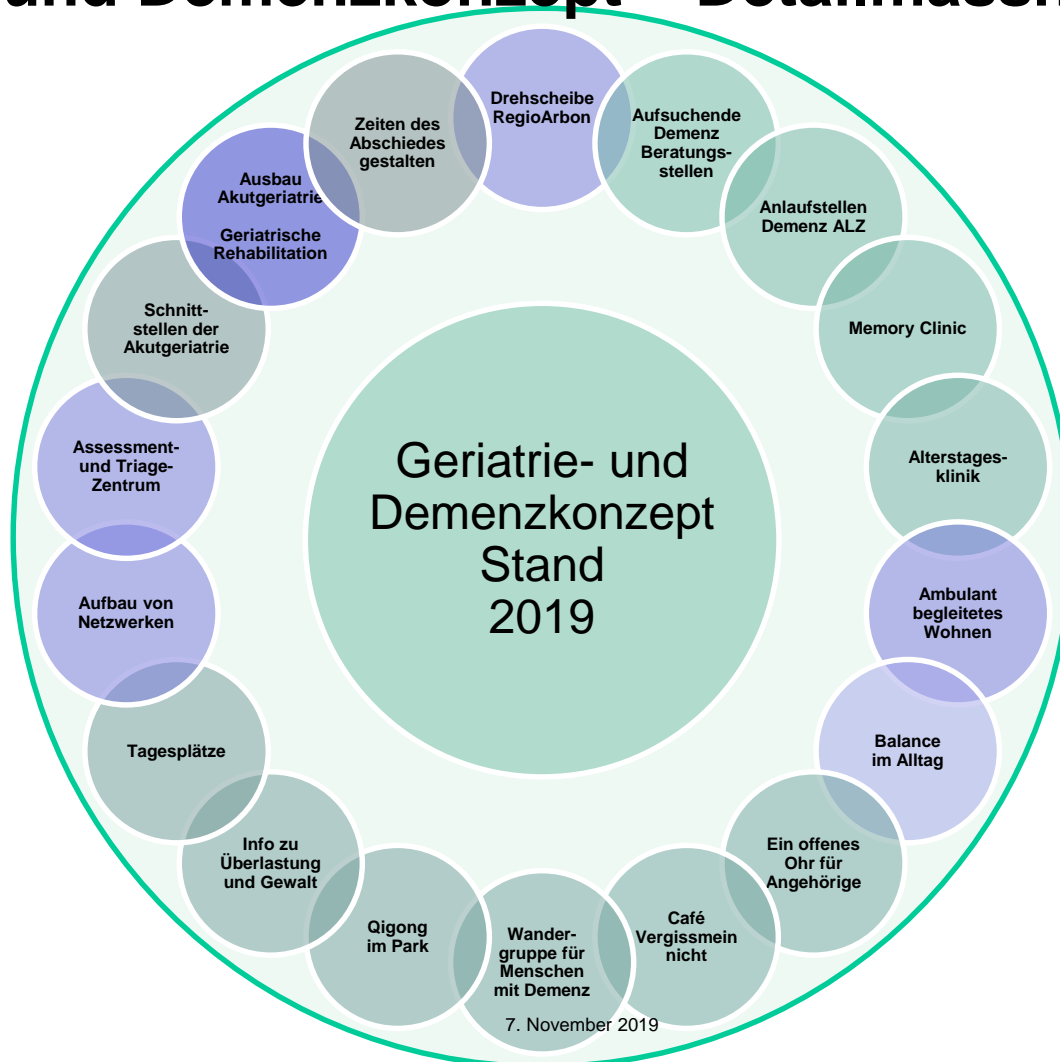 und Demenzkonzept
Drehscheibe
RegioArbon
Aufsuchende
Demenz
Beratungs-
stellen
Anlaufstellen
Demenz ALZ
Memory Clinic
Alterstages-
klinik
Ambulant
begleitetes
Wohnen
Balance
im Alltag
Ein offenes
Ohr für
Angehörige
Café
Vergissmein
nicht
Wander-
gruppe für
Menschen
mit Demenz
Qigong
im Park
Info zu
Überlastung
und Gewalt
Tagesplätze
Aufbau von
Netzwerken
Assessment-
und Triage-
Zentrum
Schnitt-
stellen der
Akutgeriatrie
Ausbau
Akutgeriatrie
Geriatrische
Rehabilitation
Zeiten des
Abschiedes
gestalten
Geriatrie- und
Demenzkonzept
Stand
2019
7. November 2019